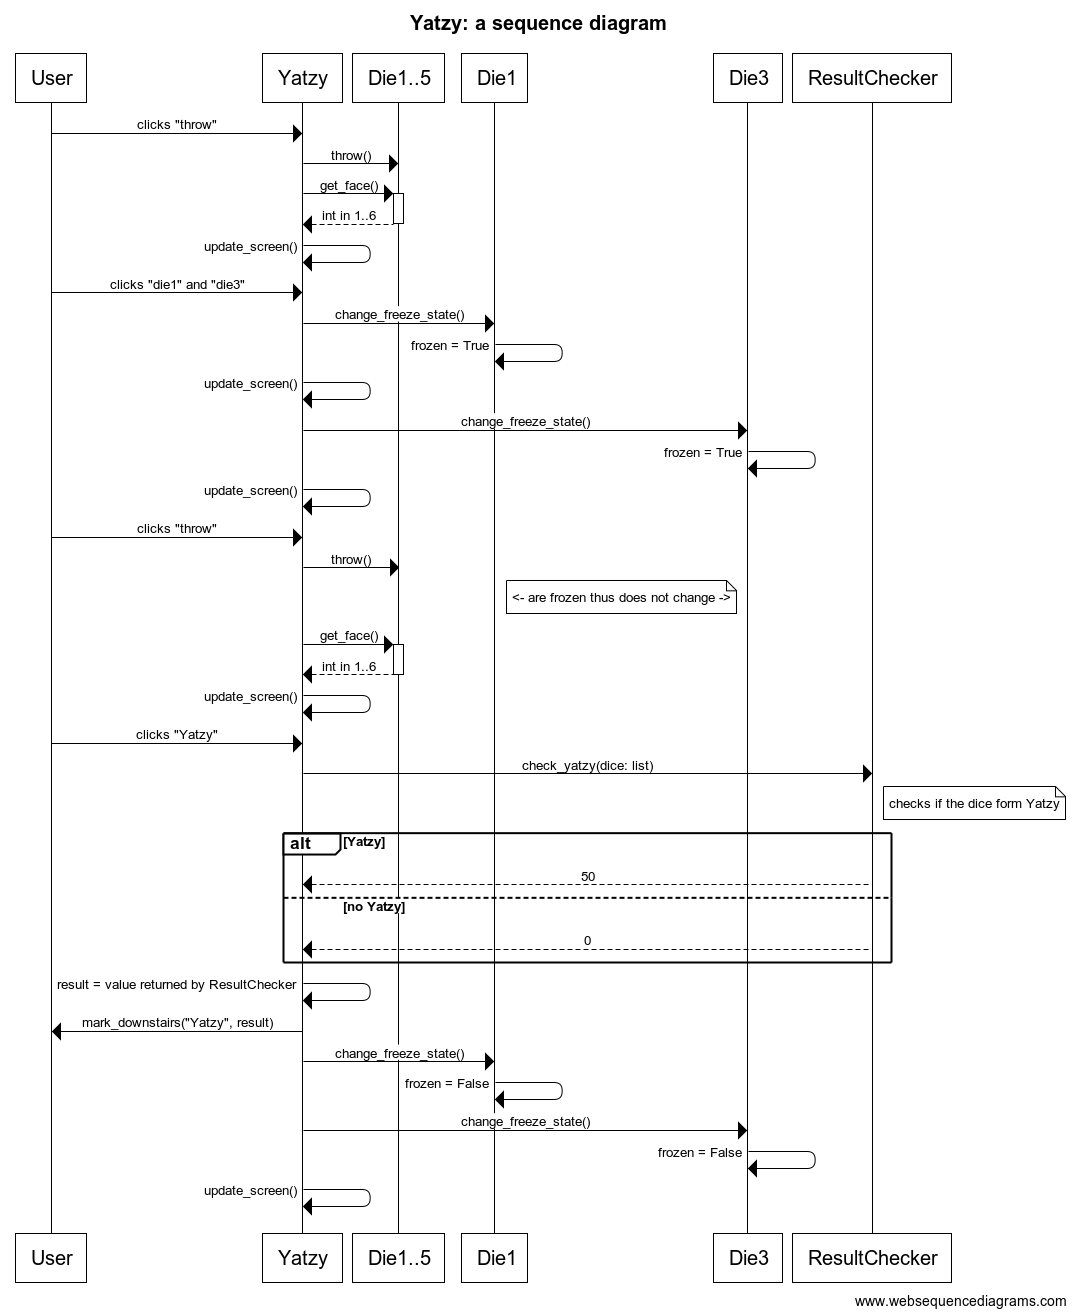 Yatzy: a sequence diagram
User
Yatzy
Die1..5
Die1
Die3
ResultChecker
clicks "throw"
throw()
get_face()
int in 1..6
update_screen()
clicks "die1" and "die3"
change_freeze_state()
frozen = True
update_screen()
change_freeze_state()
frozen = True
update_screen()
clicks "throw"
throw()
<- are frozen thus does not change ->
get_face()
int in 1..6
update_screen()
clicks "Yatzy"
check_yatzy(dice: list)
checks if the dice form Yatzy
alt
[Yatzy]
50
[no Yatzy]
0
result = value returned by ResultChecker
mark_downstairs("Yatzy", result)
change_freeze_state()
frozen = False
change_freeze_state()
frozen = False
update_screen()
User
Yatzy
Die1..5
Die1
Die3
ResultChecker
www.websequencediagrams.com